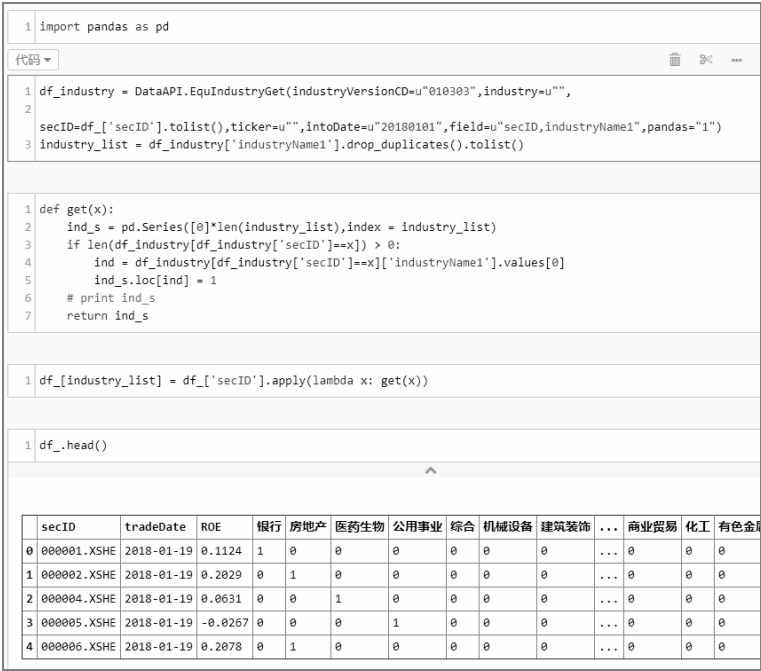 1 import pandas as pd
代码
1 df_industry = DataAPI.EquIndustryGet(industryVersionCD=u"010303",industry=u"",
2
secID=df_['secID'].tolist(),ticker=u"",intoDate=u"20180101",field=u"secID,industryName1",pandas="1")
3 industry_list = df_industry['industryName1'].drop_duplicates().tolist()
1 def get(x):
2     ind_s = pd.Series([0]*len(industry_list),index = industry_list)
3     if len(df_industry[df_industry['secID']==x]) > 0:
4         ind = df_industry[df_industry['secID']==x]['industryName1'].values[0]
5         ind_s.loc[ind] = 1
6     # print ind_s
7     return ind_s
1 df_[industry_list] = df_['secID'].apply(lambda x: get(x))
1 df_.head()
secID tradeDate ROE 银行 房地产 医药生物 公用事业 综合 机械设备 建筑装饰 ... 商业贸易 化工 有色金
0 000001.XSHE 2018-01-19 0.1124 1 0 0 0 0 0 0 ... 0 0 0
1 000002.XSHE 2018-01-19 0.2029 0 1 0 0 0 0 0 ... 0 0 0
2 000004.XSHE 2018-01-19 0.0631 0 0 1 0 0 0 0 ... 0 0 0
3 000005.XSHE 2018-01-19 -0.0267 0 0 0 1 0 0 0 ... 0 0 0
4 000006.XSHE 2018-01-19 0.2078 0 1 0 0 0 0 0 ... 0 0 0